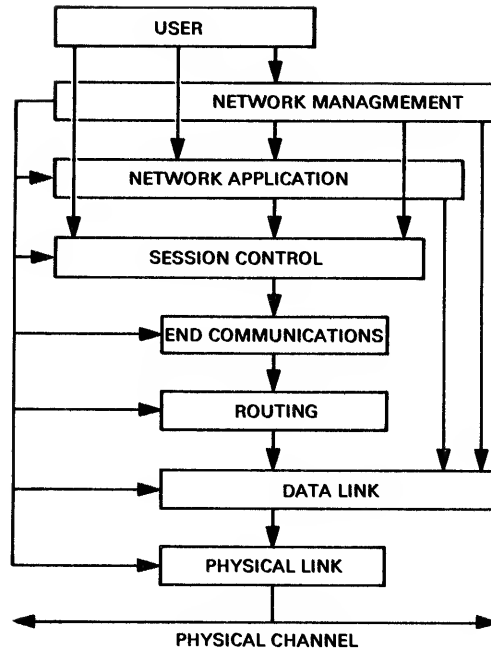 USER
NETWORK MANAGMEMENT
NETWORK APPLICATION
SESSION CONTROL
END COMMUNICATIONS
ROUTING
DATA LINK
PHYSICAL LINK
PHYSICAL CHANNEL